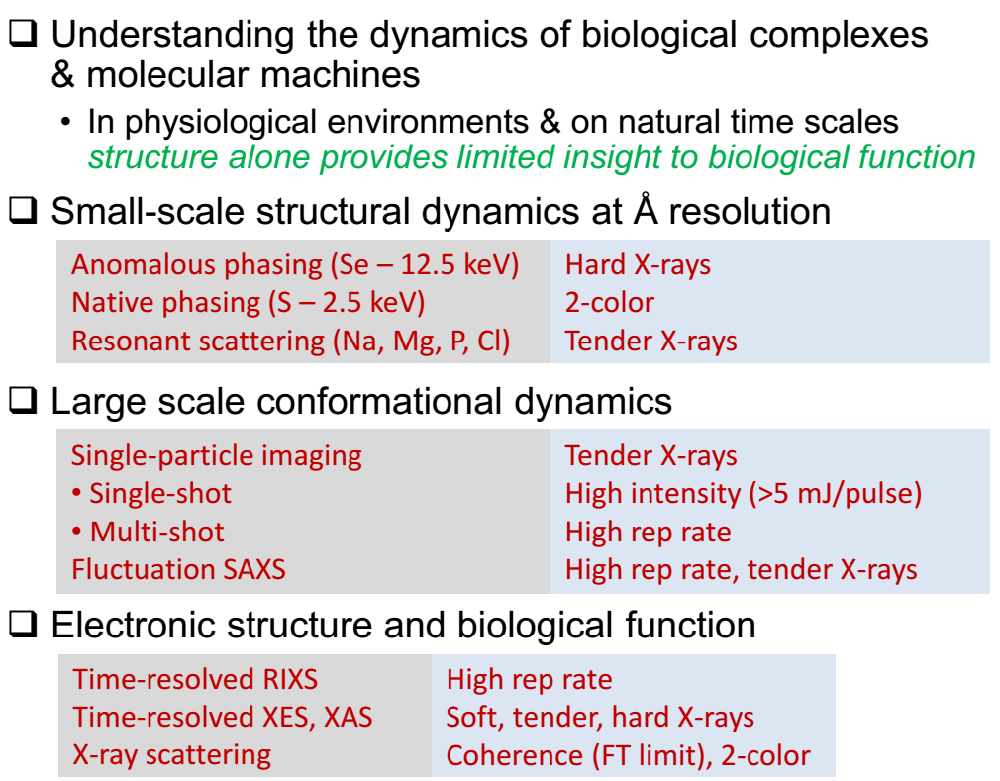 ❑ Understanding the dynamics of biological complexes
& molecular machines
• In physiological environments & on natural time scales
structure alone provides limited insight to biological function
❑ Small-scale structural dynamics at Å resolution
Anomalous phasing (Se – 12.5 keV) Hard X-rays
Native phasing (S – 2.5 keV) 2-color
Resonant scattering (Na, Mg, P, Cl) Tender X-rays
❑ Large scale conformational dynamics
Single-particle imaging Tender X-rays
• Single-shot High intensity (>5 mJ/pulse)
• Multi-shot High rep rate
Fluctuation SAXS High rep rate, tender X-rays
❑ Electronic structure and biological function
Time-resolved RIXS High rep rate
Time-resolved XES, XAS Soft, tender, hard X-rays
X-ray scattering Coherence (FT limit), 2-color